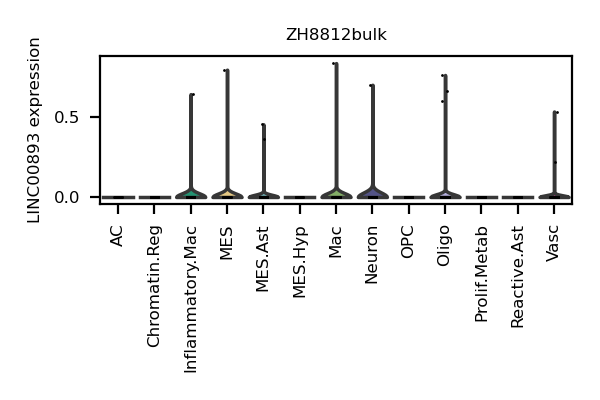 ZH8812bulk
LINC00893 expression
0.5
0.0
AC
Chromatin.Reg
Inflammatory.Mac
MES
MES.Ast
MES.Hyp
Mac
Neuron
OPC
Oligo
Prolif.Metab
Reactive.Ast
Vasc